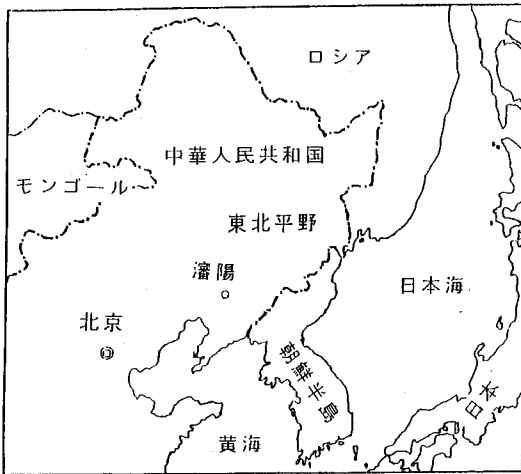 ロシア
中華人民共和国
モンゴール
東北平野
瀋陽
日本海
北京
朝鮮半島
日本
黄海